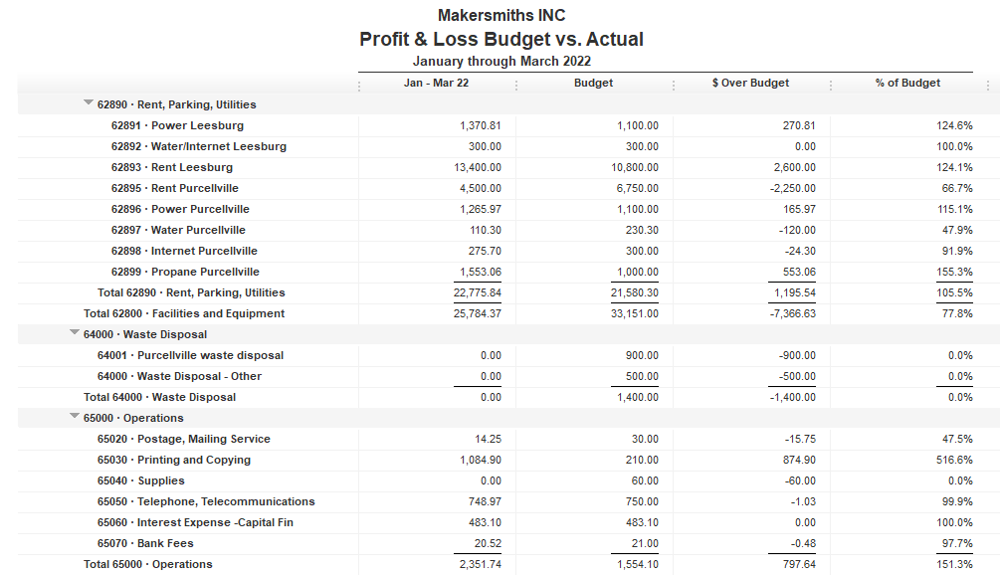 Makersmiths INC
Profit & Loss Budget vs. Actual
January through March 2022
Jan - Mar 22 Budget $ Over Budget % of Budget
62890 · Rent, Parking, Utilities
62891 · Power Leesburg 1,370.81 1,100.00 270.81 124.6%
62892 · Water/Internet Leesburg 300.00 300.00 0.00 100.0%
62893 · Rent Leesburg 13,400.00 10,800.00 2,600.00 124.1%
62895 · Rent Purcellville 4,500.00 6,750.00 -2,250.00 66.7%
62896 · Power Purcellville 1,265.97 1,100.00 165.97 115.1%
62897 · Water Purcellville 110.30 230.30 -120.00 47.9%
62898 · Internet Purcellville 275.70 300.00 -24.30 91.9%
62899 · Propane Purcellville 1,553.06 1,000.00 553.06 155.3%
Total 62890 · Rent, Parking, Utilities 22,775.84 21,580.30 1,195.54 105.5%
Total 62800 · Facilities and Equipment 25,784.37 33,151.00 -7,366.63 77.8%
64000 · Waste Disposal
64001 · Purcellville waste disposal 0.00 900.00 -900.00 0.0%
64000 · Waste Disposal - Other 0.00 500.00 -500.00 0.0%
Total 64000 · Waste Disposal 0.00 1,400.00 -1,400.00 0.0%
65000 · Operations
65020 · Postage, Mailing Service 14.25 30.00 -15.75 47.5%
65030 · Printing and Copying 1,084.90 210.00 874.90 516.6%
65040 · Supplies 0.00 60.00 -60.00 0.0%
65050 · Telephone, Telecommunications 748.97 750.00 -1.03 99.9%
65060 · Interest Expense -Capital Fin 483.10 483.10 0.00 100.0%
65070 · Bank Fees 20.52 21.00 -0.48 97.7%
Total 65000 · Operations 2,351.74 1,554.10 797.64 151.3%